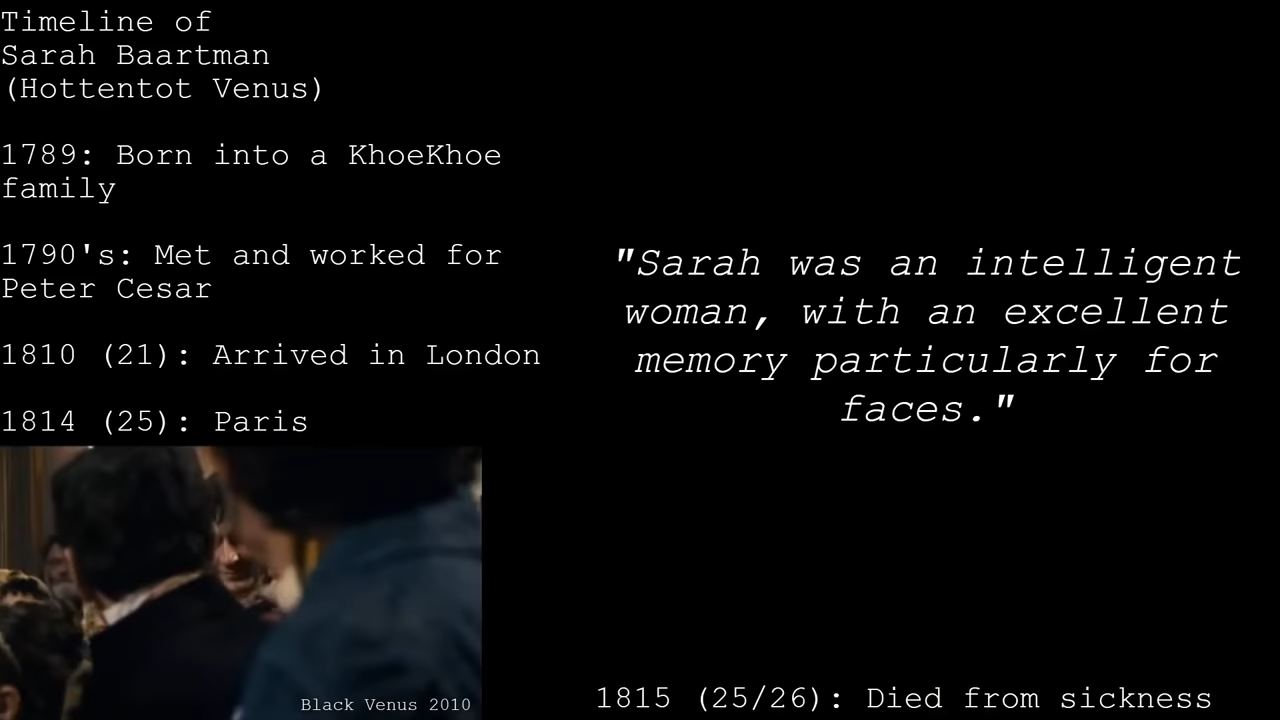 Timeline of
Sarah Baartman
(Hottentot Venus)
1789: Born into a KhoeKhoe
family
1790's: Met and worked for
Peter Cesar
1810 (21): Arrived in London
1814 (25): Paris
"Sarah was an intelligent
woman, with an excellent
memory particularly for
faces."
Black Venus 2010
1815 (25/26): Died from sickness